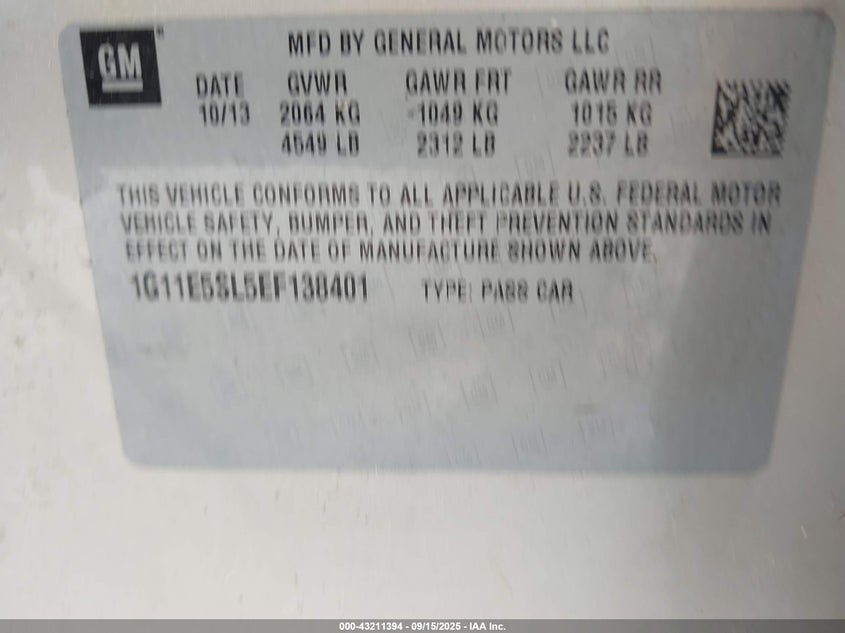 GM
MFD BY GENERAL MOTORS LLC
DATE GVWR GAWR FRT GAWR RR
10/13 2064 KG 1049 KG 1015 KG
4549 LB 2312 LB 2237 LB
THIS VEHICLE CONFORMS TO ALL APPLICABLE U.S. FEDERAL MOTOR
VEHICLE SAFETY, BUMPER, AND THEFT PREVENTION STANDARDS IN
EFFECT ON THE DATE OF MANUFACTURE SHOWN ABOVE.
1G11E5SL5EF138401 TYPE: PASS CAR
000-43211394 - 09/15/2025 - IAA Inc.